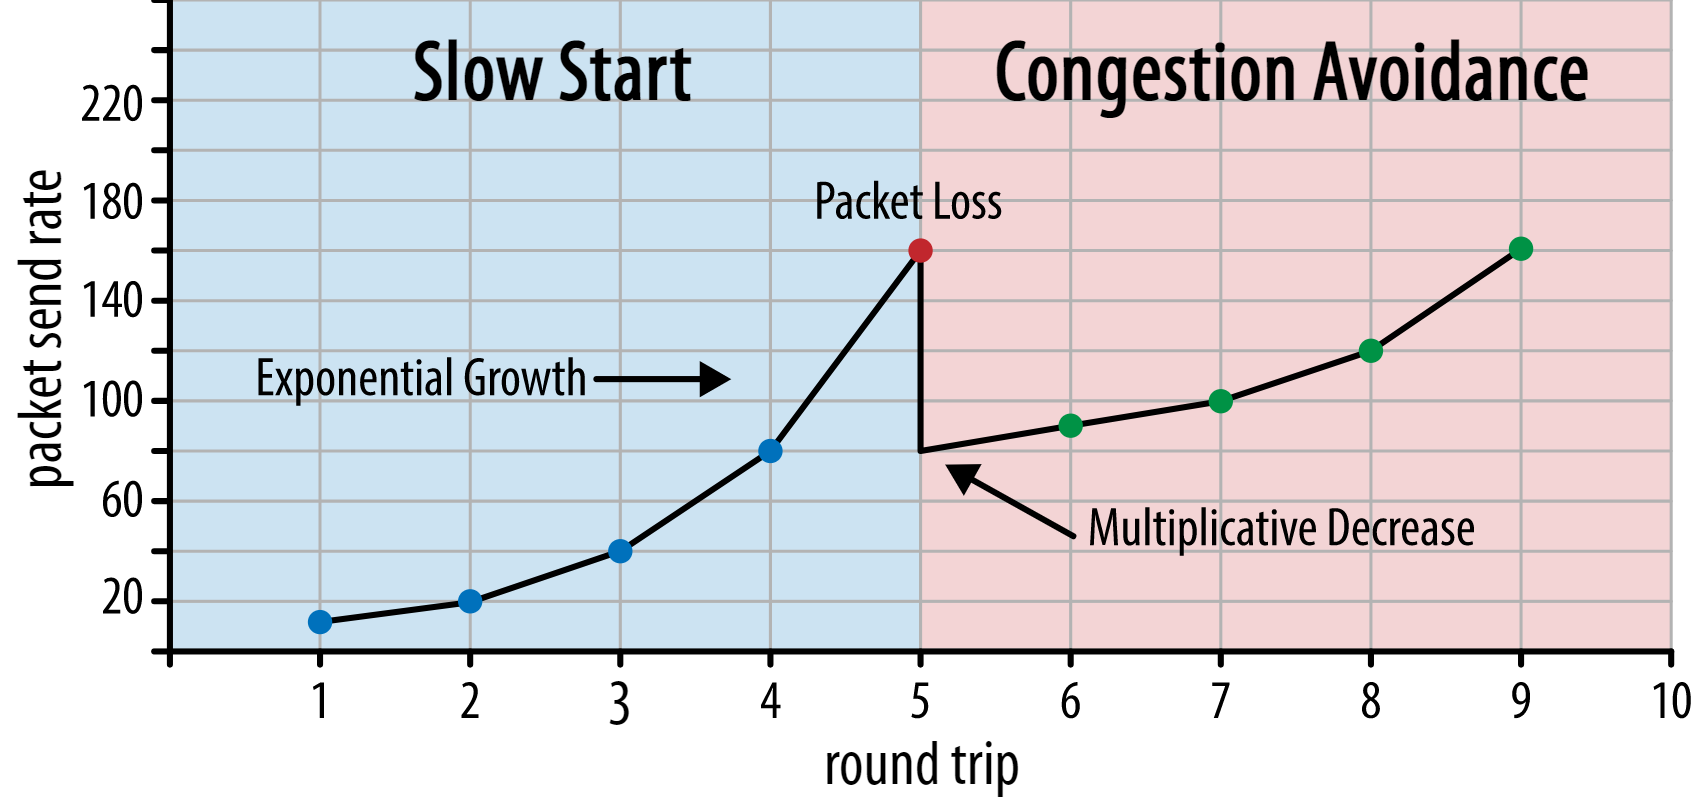 Slow Start
Congestion Avoidance
220
180
140
100
60
20
packet send rate
Packet Loss
Exponential Growth
Multiplicative Decrease
1 2 3 4 5 6 7 8 9 10
round trip